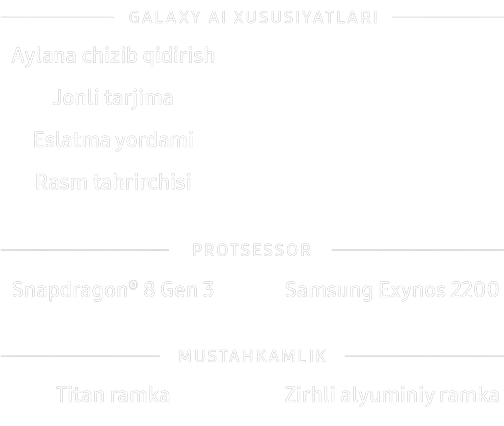 GALAXY AI XUSUSIYATLARI
Aylana chizib qidirish
Jonli tarjima
Eslatma yordami
Rasm tahrirchisi
PROTSESSOR
Snapdragon® 8 Gen 3 Samsung Exynos 2200
MUSTAHKAMLIK
Titan ramka Zirhli alyuminiy ramka